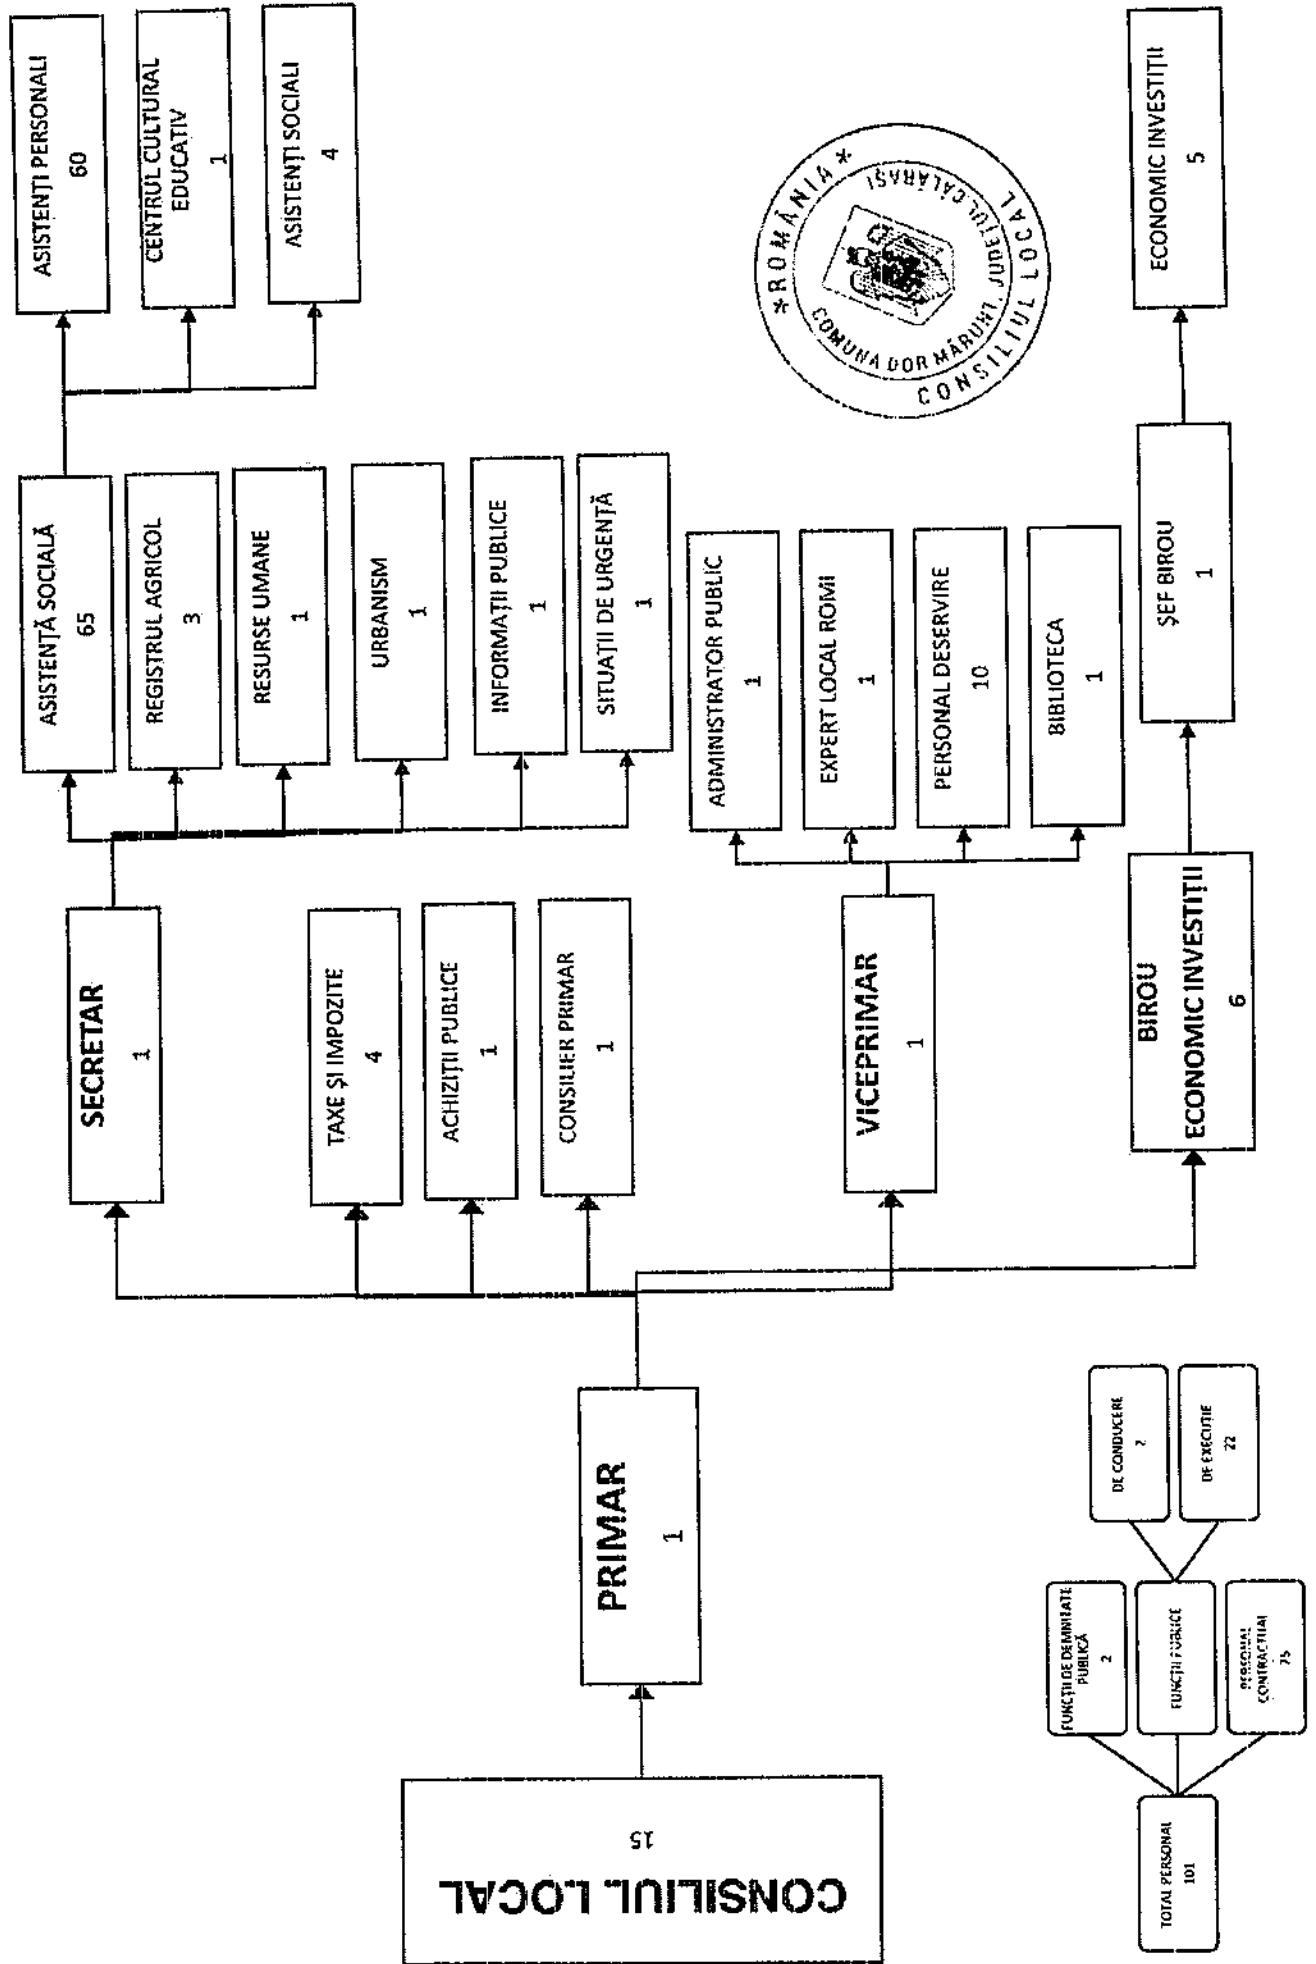 CONSILIUL LOCAL
15
PRIMAR
1
SECRETAR
1
TAXE ȘI IMPOZITE
4
ACHIZIȚII PUBLICE
1
CONSILIER PRIMAR
1
VICEPRIMAR
1
BIROU
ECONOMIC INVESTIȚII
6
ASISTENȚĂ SOCIALĂ
65
REGISTRUL AGRICOL
3
RESURSE UMANE
1
URBANISM
1
INFORMAȚII PUBLICE
1
SITUAȚII DE URGENȚĂ
1
ADMINISTRATOR PUBLIC
1
EXPERT LOCAL ROMI
1
PERSONAL DESERVIRE
10
BIBLIOTECA
1
ȘEF BIROU
1
ASISTENȚI PERSONALI
60
CENTRUL CULTURAL
EDUCATIV
1
ASISTENȚI SOCIALI
4
ECONOMIC INVESTIȚII
5
*ROMÂNIA*
CONSILIUL LOCAL
COMUNA DOR MĂRUNT, JUDEȚUL CĂLĂRAȘI
TOTAL PERSONAL
101
FUNCȚII DE DEMNITATE
PUBLICĂ
2
FUNCȚII PUBLICE
PERSONAL
CONTRACTUAL
75
DE CONDUCERE
2
DE EXECUȚIE
22